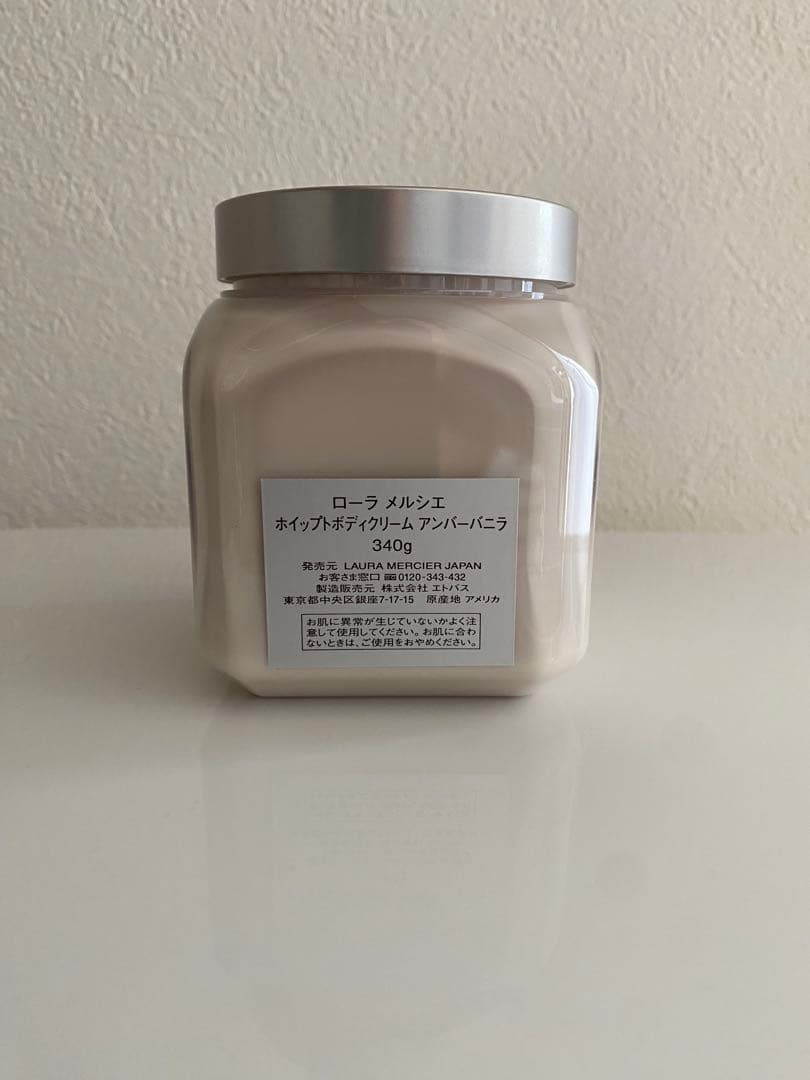 ローラ メルシエ
ホイップトボディクリーム アンバーバニラ
340g
発売元 LAURA MERCIER JAPAN
お客さま窓口 0120-343-432
製造販売元 株式会社 エトバス
東京都中央区銀座7-17-15 原産地 アメリカ
お肌に異常が生じていないかよく注
意して使用してください。お肌に合わ
ないときは、ご使用をおやめください。